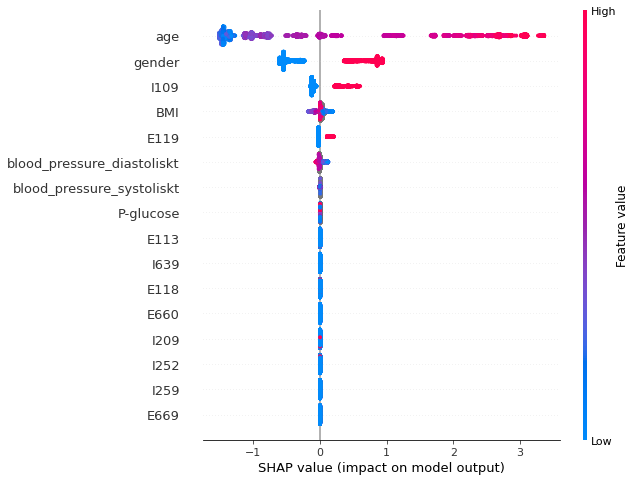 High
age
gender
I109
BMI
E119
blood_pressure_diastoliskt
blood_pressure_systoliskt
P-glucose
E113
I639
E118
E660
I209
I252
I259
E669
Feature value
Low
−1 0 1 2 3
SHAP value (impact on model output)